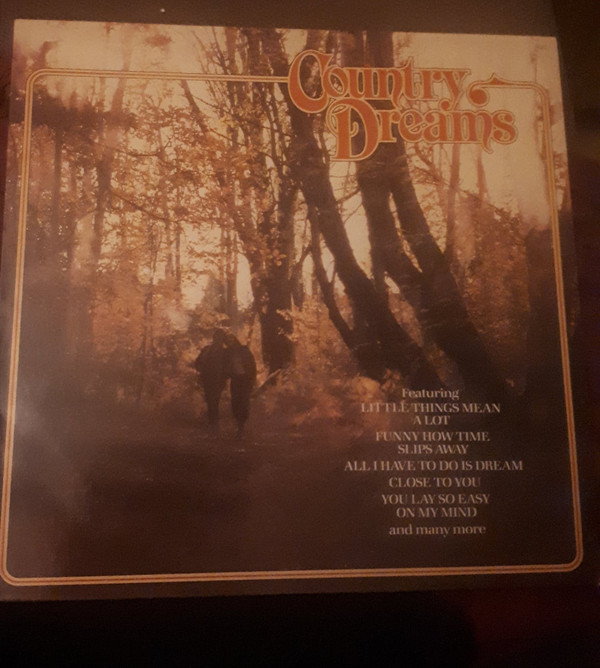 Country
Dreams
Featuring
LITTLE THINGS MEAN
A LOT
FUNNY HOW TIME
SLIPS AWAY
ALL I HAVE TO DO IS DREAM
CLOSE TO YOU
YOU LAY SO EASY
ON MY MIND
and many more